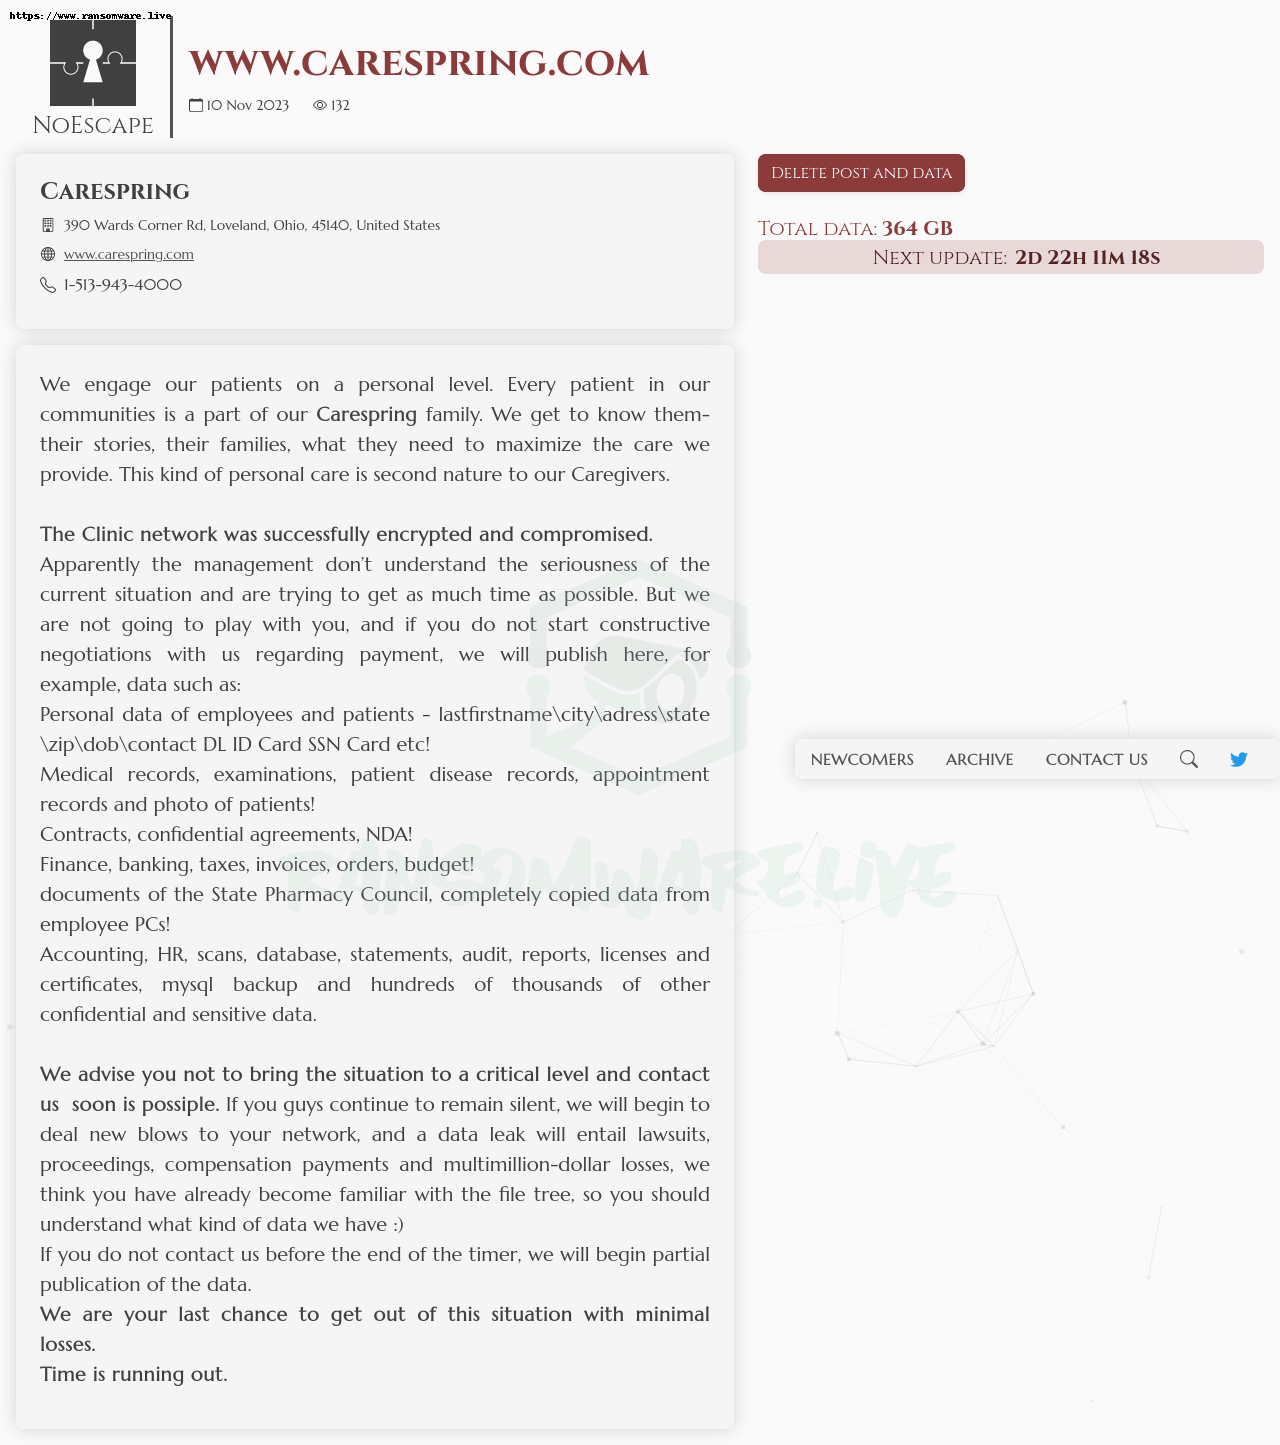 https://www.ransomware.live
NoEscape
www.carespring.com
10 Nov 2023 132
Carespring
390 Wards Corner Rd, Loveland, Ohio, 45140, United States
www.carespring.com
1-513-943-4000
Delete post and data
Total data: 364 GB
Next update: 2d 22h 11m 18s
We engage our patients on a personal level. Every patient in our
communities is a part of our Carespring family. We get to know them-
their stories, their families, what they need to maximize the care we
provide. This kind of personal care is second nature to our Caregivers.
The Clinic network was successfully encrypted and compromised.
Apparently the management don't understand the seriousness of the
current situation and are trying to get as much time as possible. But we
are not going to play with you, and if you do not start constructive
negotiations with us regarding payment, we will publish here, for
example, data such as:
Personal data of employees and patients - lastfirstname\city\adress\state
\zip\dob\contact DL ID Card SSN Card etc!
Medical records, examinations, patient disease records, appointment
records and photo of patients!
Contracts, confidential agreements, NDA!
Finance, banking, taxes, invoices, orders, budget!
documents of the State Pharmacy Council, completely copied data from
employee PCs!
Accounting, HR, scans, database, statements, audit, reports, licenses and
certificates, mysql backup and hundreds of thousands of other
confidential and sensitive data.
We advise you not to bring the situation to a critical level and contact
us soon is possiple. If you guys continue to remain silent, we will begin to
deal new blows to your network, and a data leak will entail lawsuits,
proceedings, compensation payments and multimillion-dollar losses, we
think you have already become familiar with the file tree, so you should
understand what kind of data we have :)
If you do not contact us before the end of the timer, we will begin partial
publication of the data.
We are your last chance to get out of this situation with minimal
losses.
Time is running out.
NEWCOMERS ARCHIVE CONTACT US
RANSOMWARE.LIVE